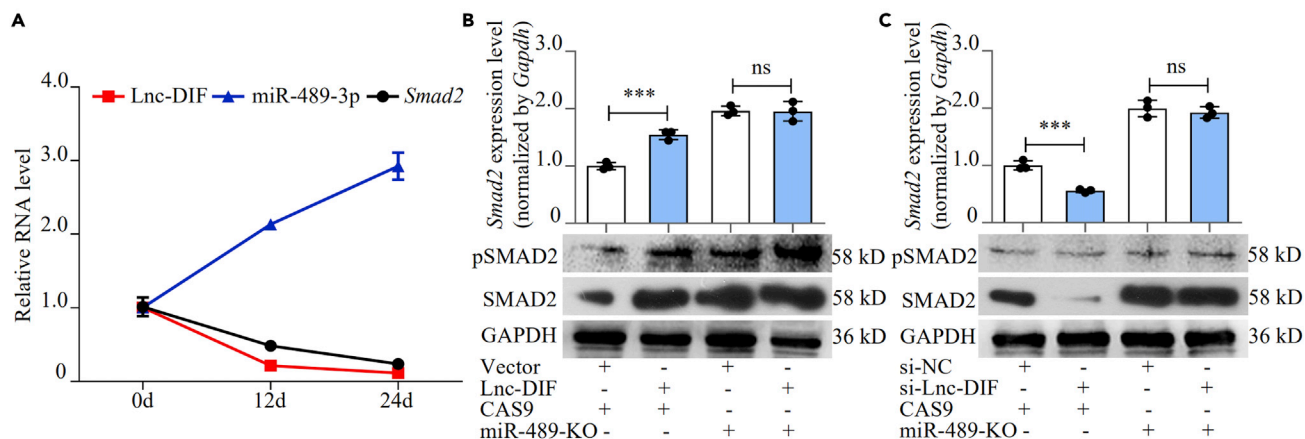 A
Relative RNA level
4.0
3.0
2.0
1.0
0
Lnc-DIF
miR-489-3p
Smad2
0d
12d
24d
B
Smad2 expression level
(normalized by Gapdh)
3.0
2.0
1.0
0
***
ns
pSMAD2
58 kD
SMAD2
58 kD
GAPDH
36 kD
Vector + - + -
Lnc-DIF - + - +
CAS9 + + - -
miR-489-KO - - + +
C
Smad2 expression level
(normalized by Gapdh)
3.0
2.0
1.0
0
***
ns
pSMAD2
58 kD
SMAD2
58 kD
GAPDH
36 kD
si-NC + - + -
si-Lnc-DIF - + - +
CAS9 + + - -
miR-489-KO - - + +